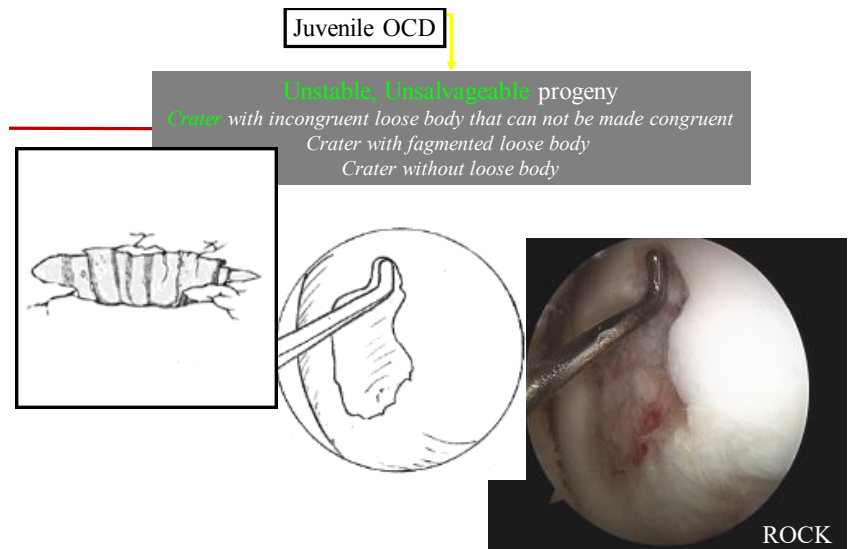 Juvenile OCD
Unstable, Unsalvageable progeny
Crater with incongruent loose body that can not be made congruent
Crater with fagmented loose body
Crater without loose body
ROCK